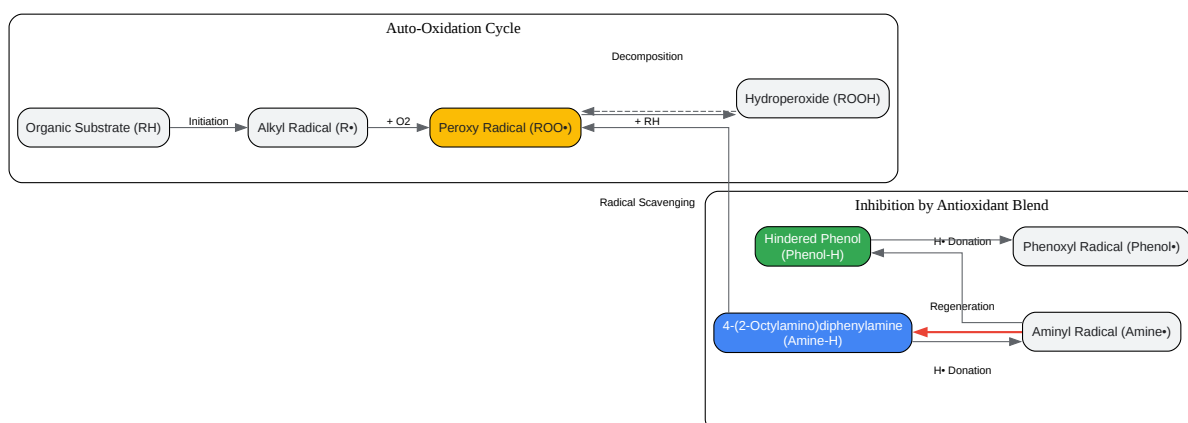 Auto-Oxidation Cycle
Decomposition
Organic Substrate (RH)
Initiation
Alkyl Radical (R•)
+ O2
Peroxy Radical (ROO•)
+ RH
Hydroperoxide (ROOH)
Radical Scavenging
Inhibition by Antioxidant Blend
Hindered Phenol
(Phenol-H)
H• Donation
Phenoxyl Radical (Phenol•)
Regeneration
4-(2-Octylamino)diphenylamine
(Amine-H)
Aminyl Radical (Amine•)
H• Donation